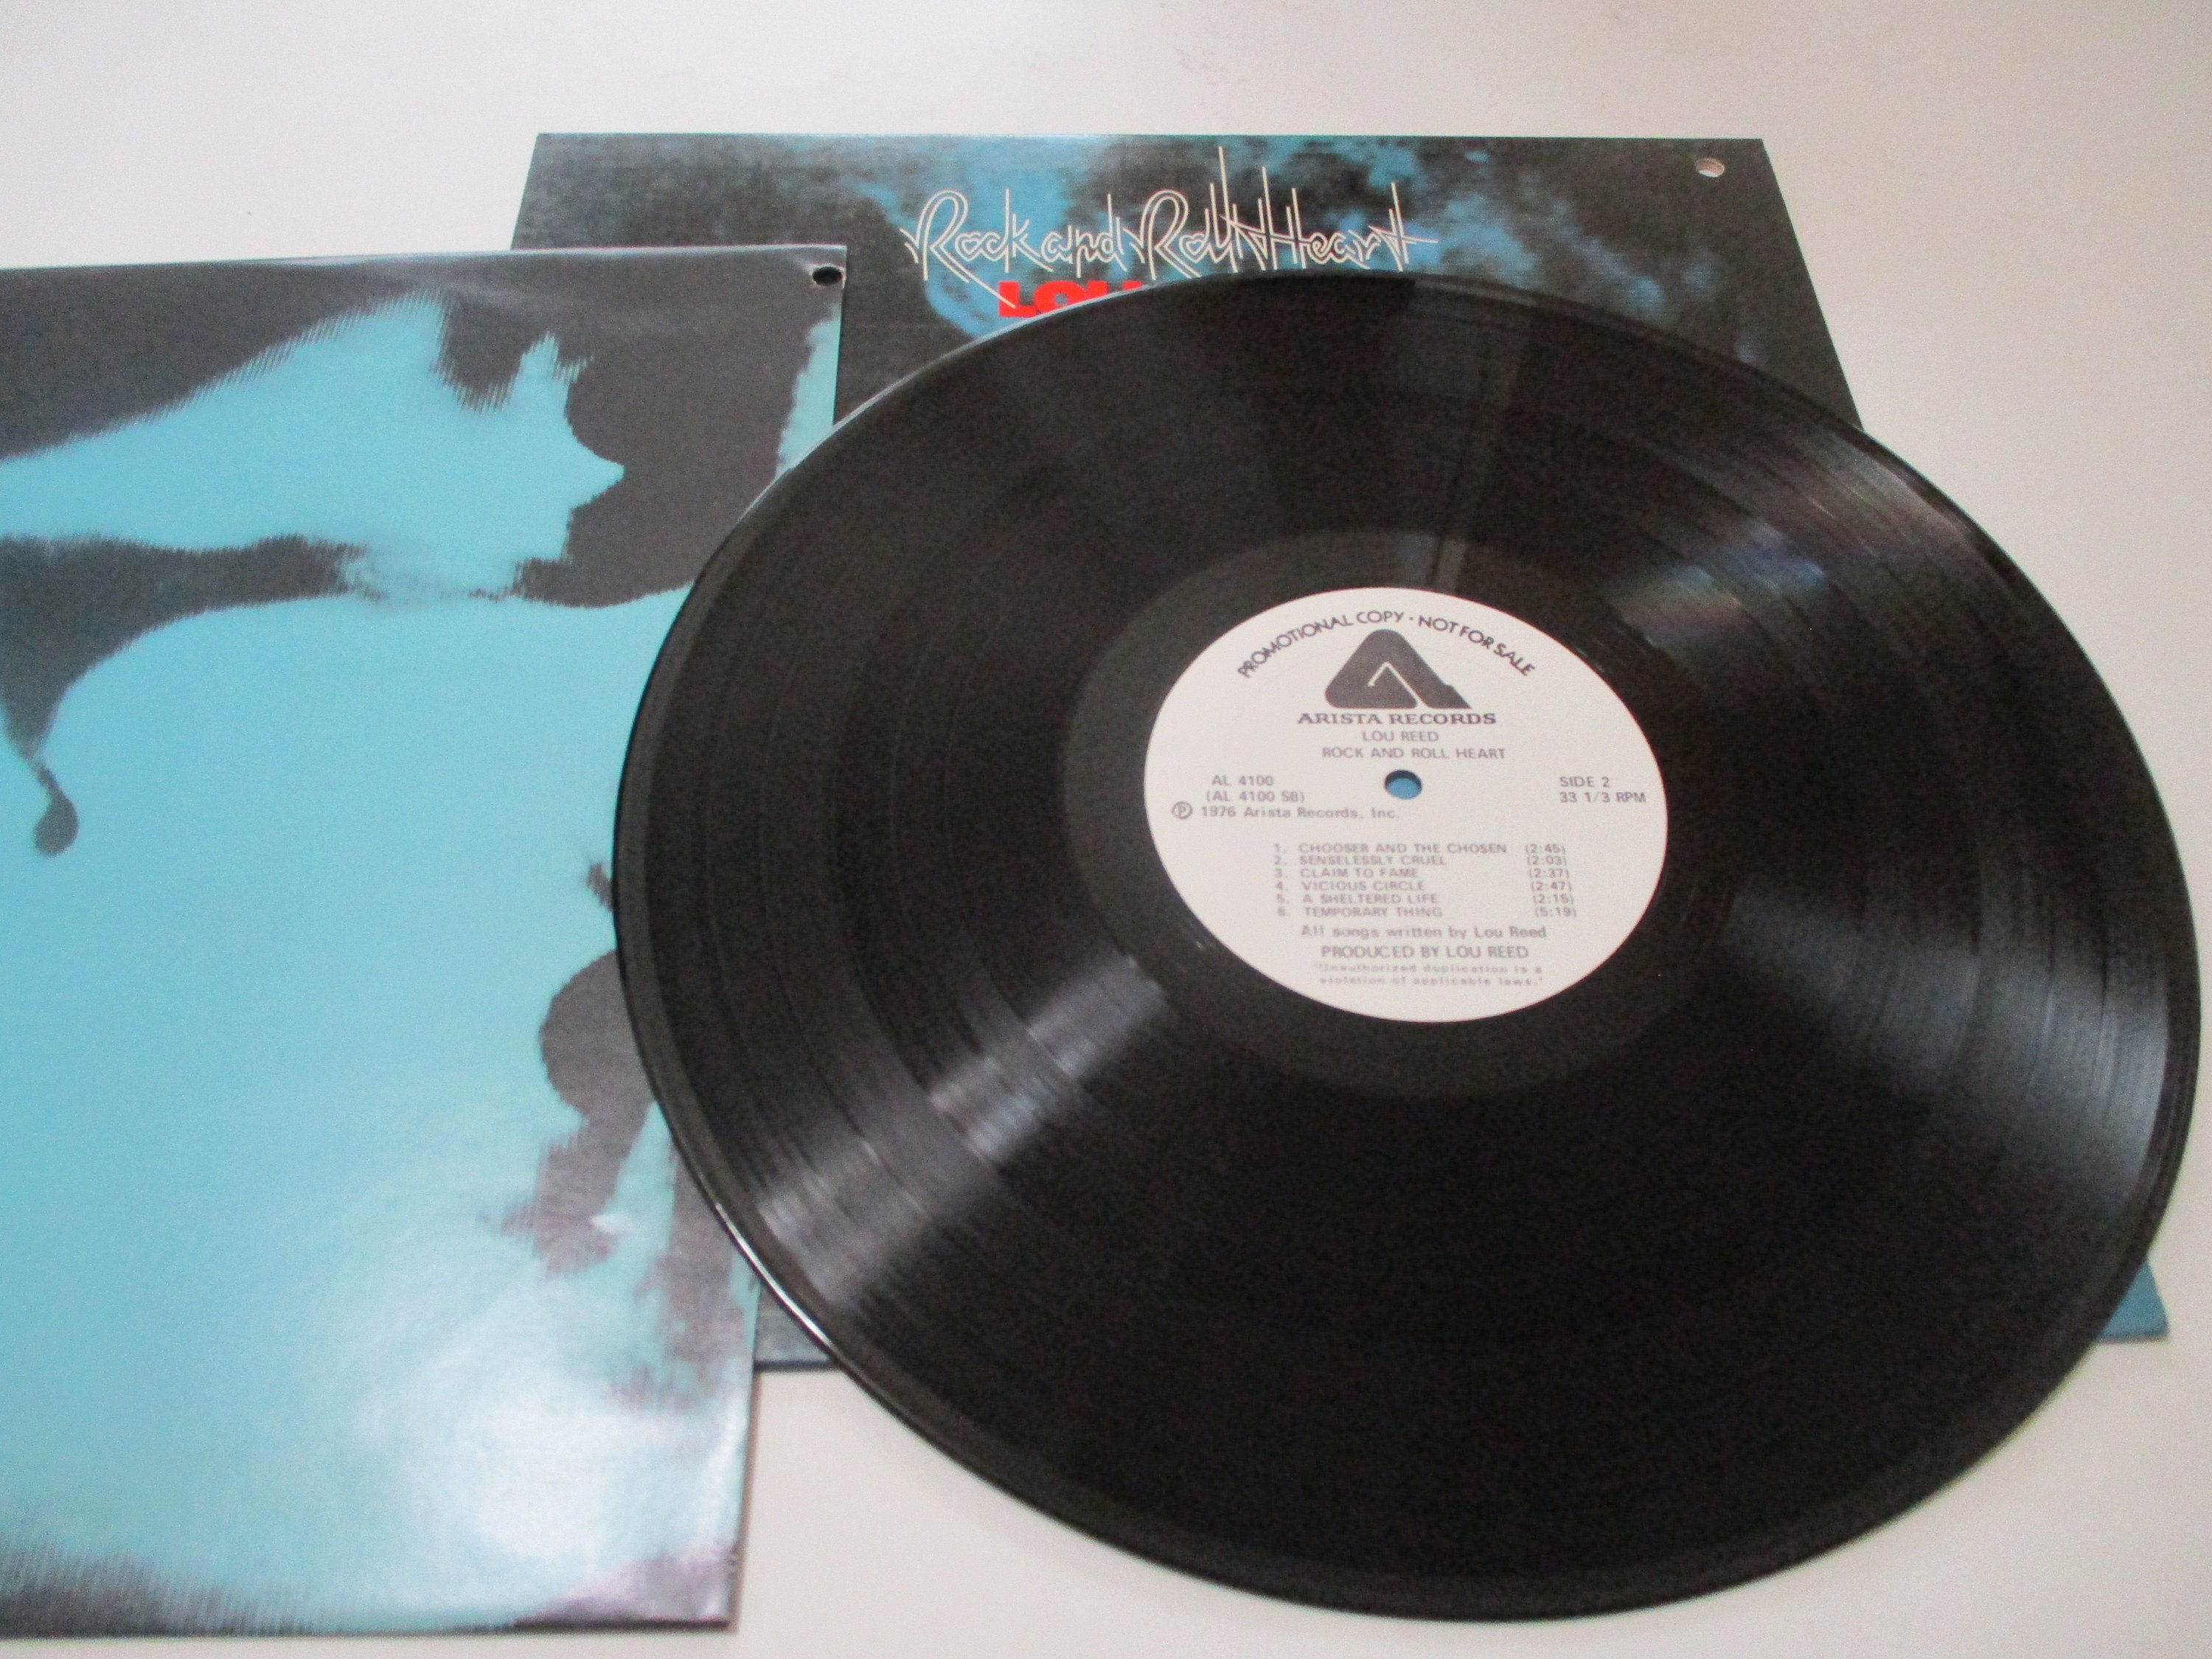 Rock and Roll Heart
LOU
PROMOTIONAL COPY · NOT FOR SALE
ARISTA RECORDS
LOU REED
ROCK AND ROLL HEART
AL 4100
(AL 4100 SB)
℗ 1976 Arista Records, Inc.
SIDE 2
33 1/3 RPM
1. CHOOSER AND THE CHOSEN (2:45)
2. SENSELESSLY CRUEL (2:03)
3. CLAIM TO FAME (2:37)
4. VICIOUS CIRCLE (2:47)
5. A SHELTERED LIFE (2:15)
6. TEMPORARY THING (5:19)
All songs written by Lou Reed
PRODUCED BY LOU REED
"Unauthorized duplication is a
violation of applicable laws."